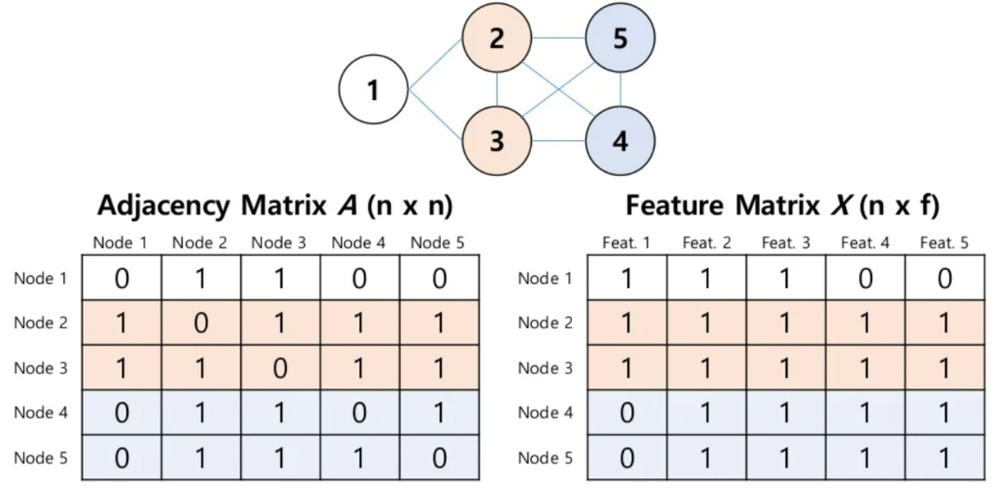 2 5
1
3 4
Adjacency Matrix A (n x n)
Node 1 Node 2 Node 3 Node 4 Node 5
Node 1 0 1 1 0 0
Node 2 1 0 1 1 1
Node 3 1 1 0 1 1
Node 4 0 1 1 0 1
Node 5 0 1 1 1 0
Feature Matrix X (n x f)
Feat. 1 Feat. 2 Feat. 3 Feat. 4 Feat. 5
Node 1 1 1 1 0 0
Node 2 1 1 1 1 1
Node 3 1 1 1 1 1
Node 4 0 1 1 1 1
Node 5 0 1 1 1 1